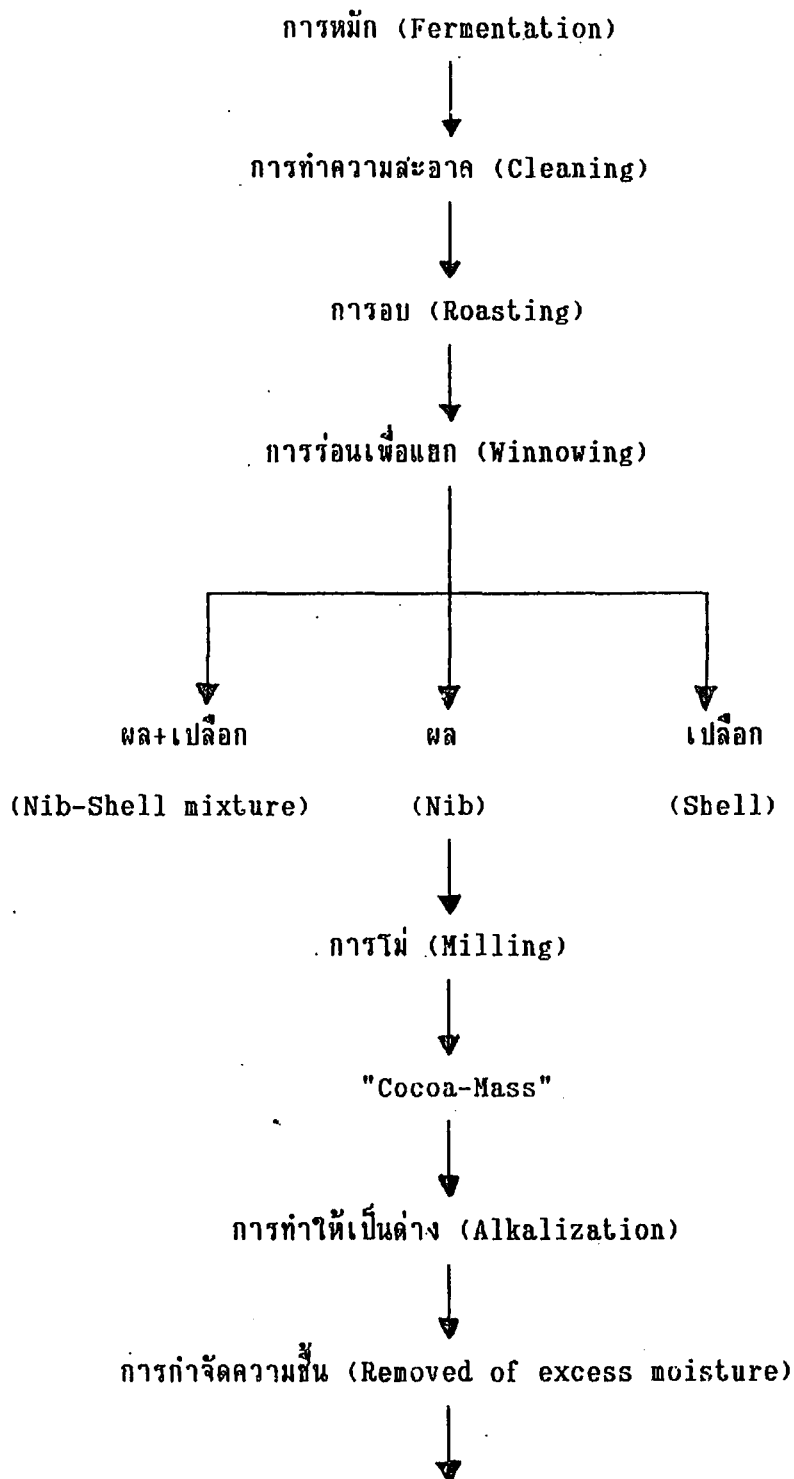 การหมัก (Fermentation)
การทำความสะอาด (Cleaning)
การอบ (Roasting)
การร่อนเพื่อแยก (Winnowing)
ผล+เปลือก ผล เปลือก
(Nib-Shell mixture) (Nib) (Shell)
การโม่ (Milling)
"Cocoa-Mass"
การทำให้เป็นด่าง (Alkalization)
การกำจัดความชื้น (Removed of excess moisture)